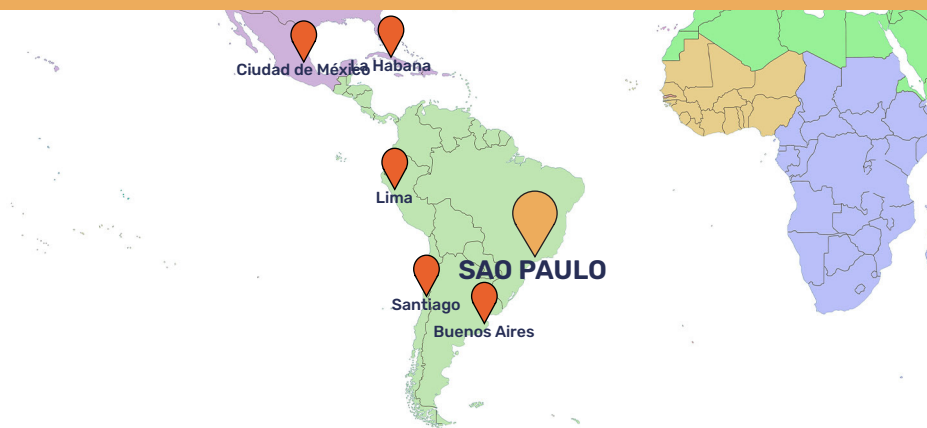 Ciudad de México
La Habana
Lima
SAO PAULO
Santiago
Buenos Aires